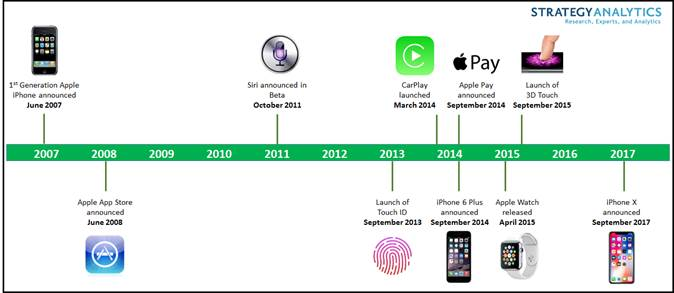 STRATEGYANALYTICS
Research, Experts, and Analytics
1st Generation Apple
iPhone announced
June 2007
Siri announced in
Beta
October 2011
CarPlay
launched
March 2014
Pay
Apple Pay
announced
September 2014
Launch of
3D Touch
September 2015
2007 2008 2009 2010 2011 2012 2013 2014 2015 2016 2017
Apple App Store
announced
June 2008
Launch of
Touch ID
September 2013
iPhone 6 Plus
announced
September 2014
Apple Watch
released
April 2015
iPhone X
announced
September 2017